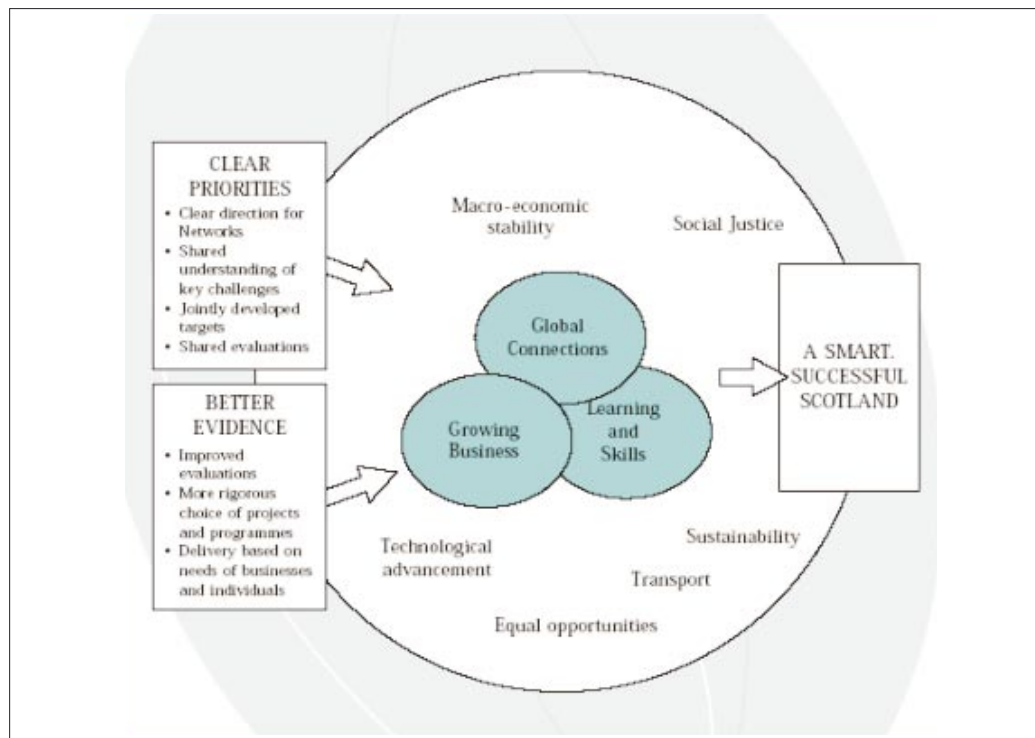 CLEAR
PRIORITIES
• Clear direction for
Networks
• Shared
understanding of
key challenges
• Jointly developed
targets
• Shared evaluations
BETTER
EVIDENCE
• Improved
evaluations
• More rigorous
choice of projects
and programmes
• Delivery based on
needs of businesses
and individuals
Macro-economic
stability
Social Justice
Global
Connections
Growing
Business
Learning
and
Skills
Technological
advancement
Sustainability
Transport
Equal opportunities
A SMART.
SUCCESSFUL
SCOTLAND